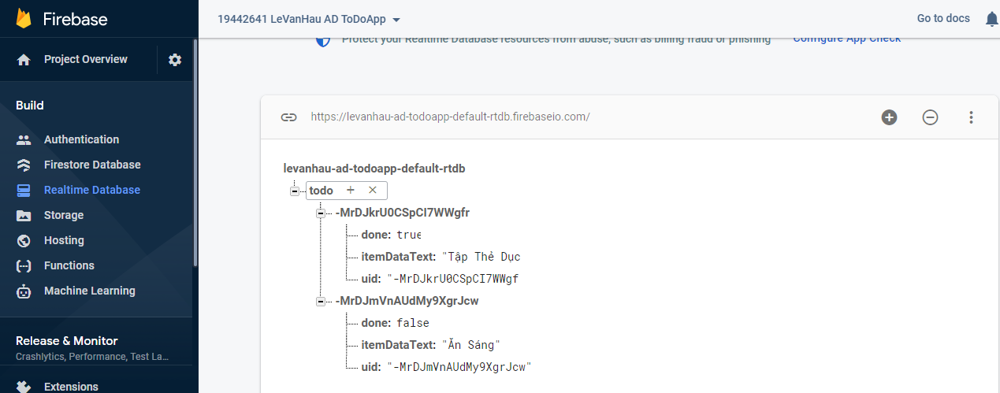 Firebase
Project Overview
Build
Authentication
Firestore Database
Realtime Database
Storage
Hosting
Functions
Machine Learning
Release & Monitor
Crashlytics, Performance, Test La...
Extensions
19442641 LeVanHau AD ToDoApp
Go to docs
Protect your Realtime Database resources from abuse, such as billing fraud or phishing
Configure App Check
https://levanhau-ad-todoapp-default-rtdb.firebaseio.com/
levanhau-ad-todoapp-default-rtdb
todo + ×
-MrDJkrU0CSpCI7WWgfr
done: true
itemDataText: "Tập Thể Dục
uid: "-MrDJkrU0CSpCI7WWgf
-MrDJmVnAUdMy9XgrJcw
done: false
itemDataText: "Ăn Sáng"
uid: "-MrDJmVnAUdMy9XgrJcw"